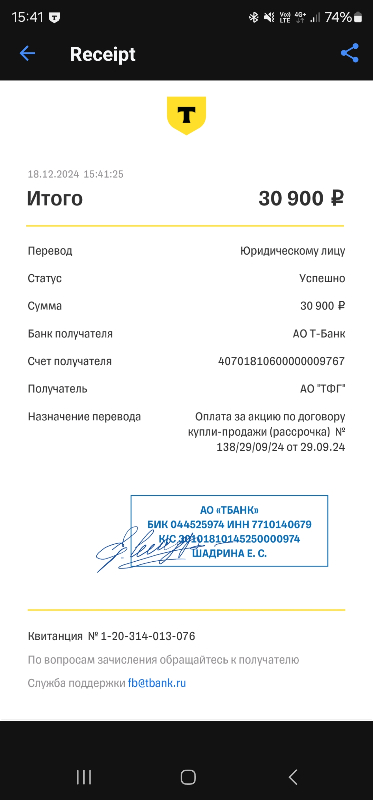 15:41 T Vo)) LTE 4G+ 74%
Receipt
T
18.12.2024 15:41:25
Итого 30 900 ₽
Перевод Юридическому лицу
Статус Успешно
Сумма 30 900 ₽
Банк получателя АО Т-Банк
Счет получателя 40701810600000009767
Получатель АО "ТФГ"
Назначение перевода Оплата за акцию по договору
купли-продажи (рассрочка) №
138/29/09/24 от 29.09.24
АО «ТБАНК»
БИК 044525974 ИНН 7710140679
К/С 30101810145250000974
ШАДРИНА Е. С.
Квитанция № 1-20-314-013-076
По вопросам зачисления обращайтесь к получателю
Служба поддержки fb@tbank.ru